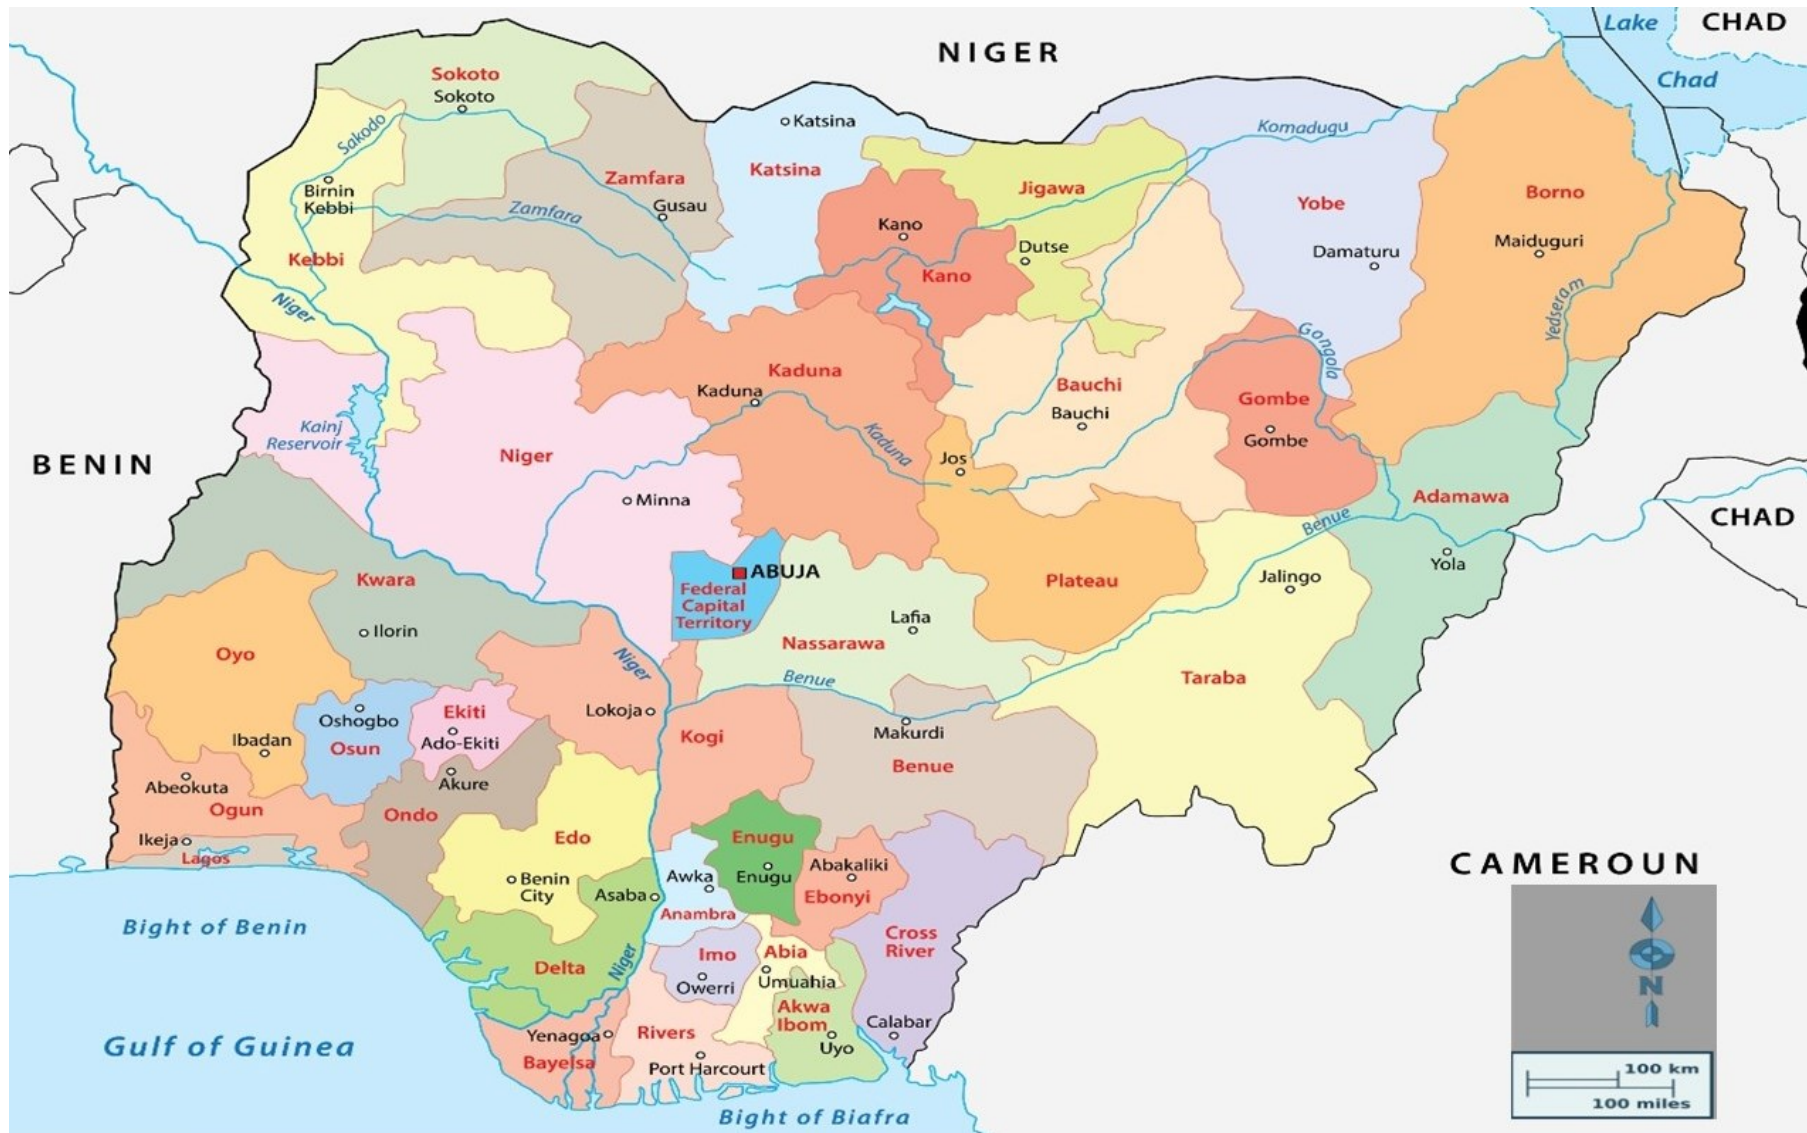 NIGER
Lake
Chad
CHAD
Sokoto
Sokoto
Sakodo
Birnin
Kebbi
Kebbi
Zamfara
Zamfara
Gusau
Katsina
Katsina
Jigawa
Dutse
Kano
Kano
Komadugu
Yobe
Damaturu
Borno
Maiduguri
Yedseram
Niger
Kainj
Reservoir
BENIN
Niger
Minna
Kaduna
Kaduna
Kaduna
Bauchi
Bauchi
Gongola
Gombe
Gombe
Jos
Adamawa
Yola
Benue
CHAD
Plateau
Jalingo
Taraba
ABUJA
Federal
Capital
Territory
Lafia
Nassarawa
Benue
Kwara
Ilorin
Oyo
Ibadan
Niger
Lokoja
Kogi
Makurdi
Benue
Oshogbo
Osun
Ekiti
Ado-Ekiti
Akure
Ondo
Abeokuta
Ogun
Ikeja
Lagos
Edo
Benin
City
Asaba
Delta
Niger
Enugu
Enugu
Awka
Anambra
Abakaliki
Ebonyi
Cross
River
Calabar
Imo
Owerri
Abia
Umuahia
Akwa
Ibom
Uyo
Rivers
Port Harcourt
Yenagoa
Bayelsa
Bight of Benin
Gulf of Guinea
Bight of Biafra
CAMEROUN
N
100 km
100 miles